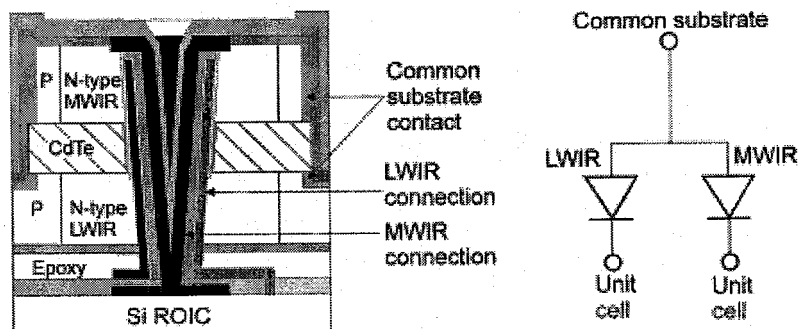 P
N-type
MWIR
CdTe
P
N-type
LWIR
Epoxy
Si ROIC
Common
substrate
contact
LWIR
connection
MWIR
connection
Common substrate
LWIR
MWIR
Unit
cell
Unit
cell